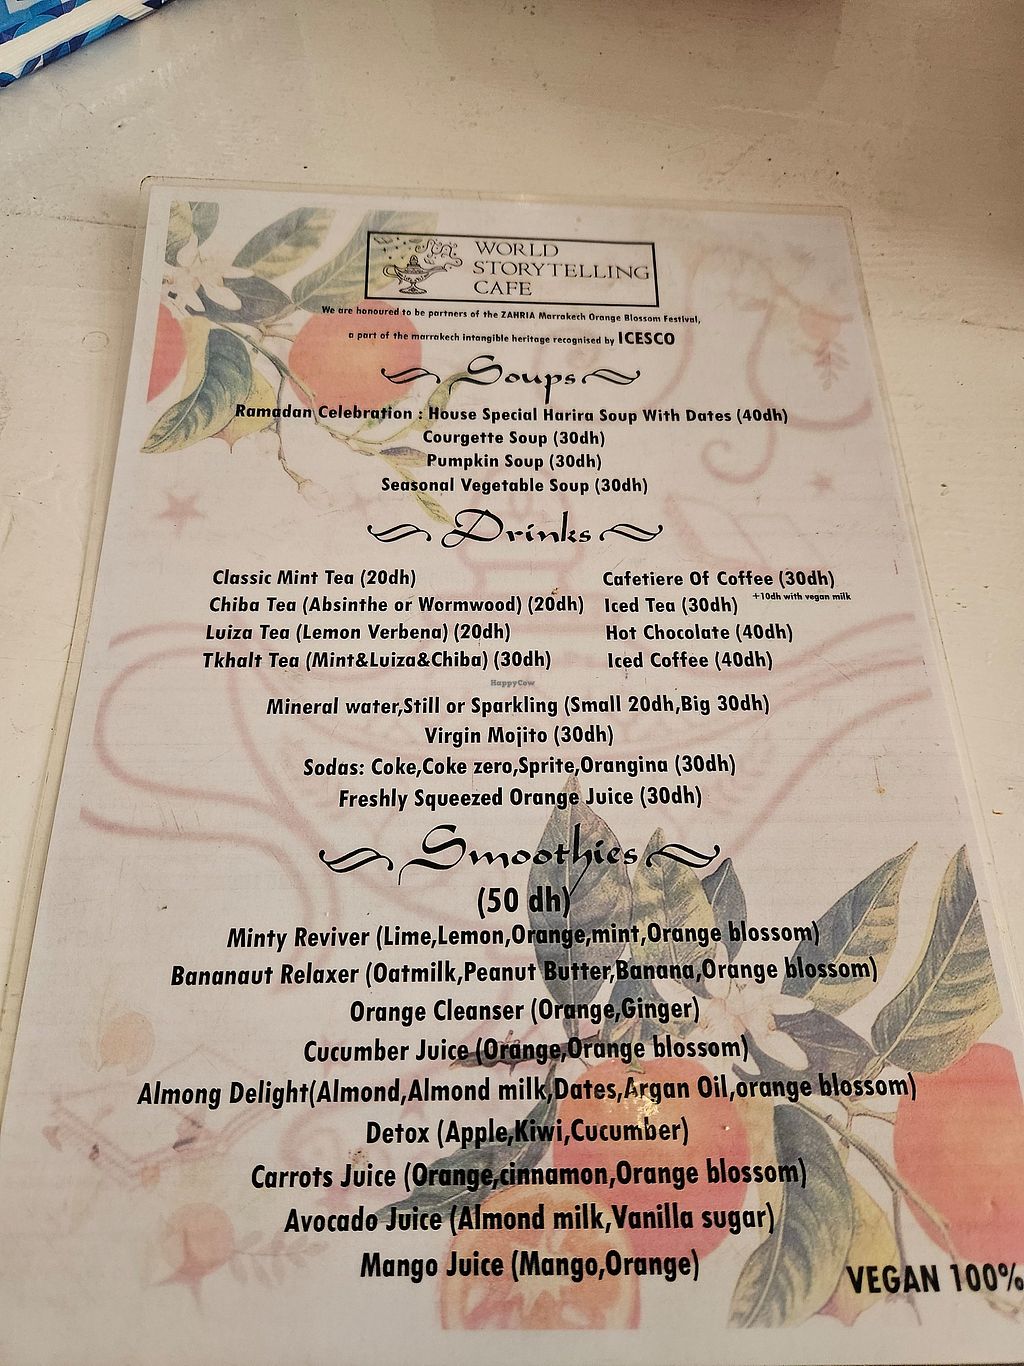 WORLD
STORYTELLING
CAFE
We are honoured to be partners of the ZAHRIA Marrakech Orange Blossom Festival,
a part of the marrakech intangible heritage recognised by ICESCO
Soups
Ramadan Celebration : House Special Harira Soup With Dates (40dh)
Courgette Soup (30dh)
Pumpkin Soup (30dh)
Seasonal Vegetable Soup (30dh)
Drinks
Classic Mint Tea (20dh)
Chiba Tea (Absinthe or Wormwood) (20dh)
Luiza Tea (Lemon Verbena) (20dh)
Tkhalt Tea (Mint&Luiza&Chiba) (30dh)
Cafetiere Of Coffee (30dh)
+10dh with vegan milk
Iced Tea (30dh)
Hot Chocolate (40dh)
Iced Coffee (40dh)
HappyCow
Mineral water,Still or Sparkling (Small 20dh,Big 30dh)
Virgin Mojito (30dh)
Sodas: Coke,Coke zero,Sprite,Orangina (30dh)
Freshly Squeezed Orange Juice (30dh)
Smoothies
(50 dh)
Minty Reviver (Lime,Lemon,Orange,mint,Orange blossom)
Bananaut Relaxer (Oatmilk,Peanut Butter,Banana,Orange blossom)
Orange Cleanser (Orange,Ginger)
Cucumber Juice (Orange,Orange blossom)
Almong Delight(Almond,Almond milk,Dates,Argan Oil,orange blossom)
Detox (Apple,Kiwi,Cucumber)
Carrots Juice (Orange,cinnamon,Orange blossom)
Avocado Juice (Almond milk,Vanilla sugar)
Mango Juice (Mango,Orange)
VEGAN 100%